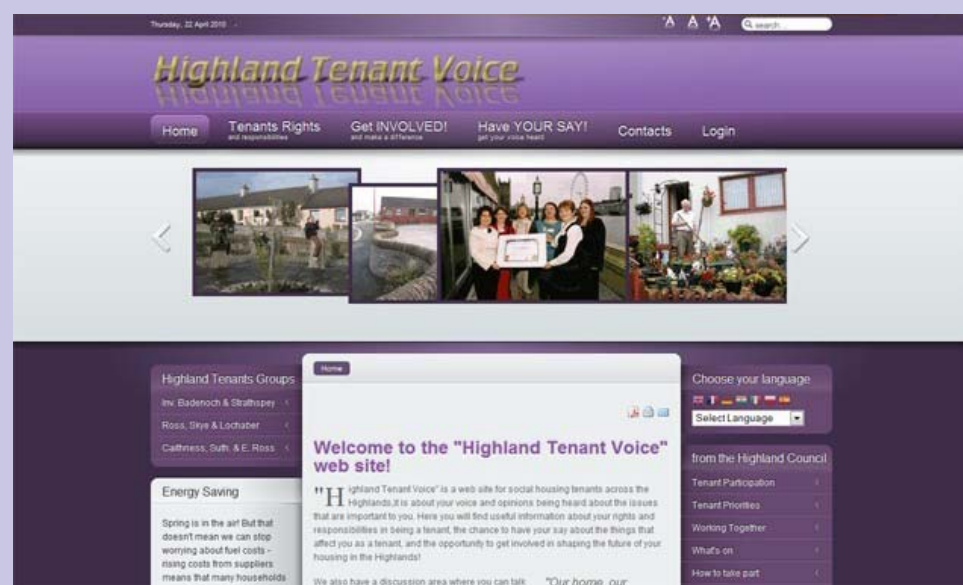 Thursday, 22 April 2010
A A A
search...
Highland Tenant Voice
Home
Tenants Rights
and responsibilities
Get INVOLVED!
and make a difference
Have YOUR SAY!
get your voice heard
Contacts
Login
Highland Tenants Groups
Inv. Badenoch & Strathspey
Ross, Skye & Lochaber
Caithness, Suth. & E. Ross
Energy Saving
Spring is in the air! But that
doesn't mean we can stop
worrying about fuel costs -
rising costs from suppliers
means that many households
Home
Welcome to the "Highland Tenant Voice"
web site!
"Highland Tenant Voice" is a web site for social housing tenants across the
Highlands,It is about your voice and opinions being heard about the issues
that are important to you. Here you will find useful information about your rights and
responsibilities in being a tenant, the chance to have your say about the things that
affect you as a tenant, and the opportunity to get involved in shaping the future of your
housing in the Highlands!
We also have a discussion area where you can talk
"Our home, our
Choose your language
Select Language
from the Highland Council
Tenant Participation
Tenant Priorities
Working Together
What's on
How to take part